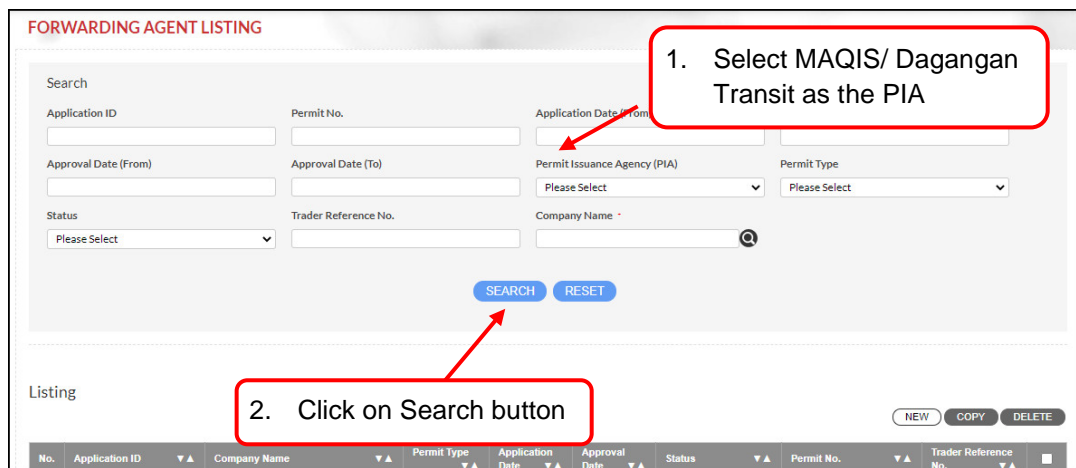 FORWARDING AGENT LISTING
1. Select MAQIS/ Dagangan
Transit as the PIA
Search
Application ID
Permit No.
Application Date (From)
Approval Date (From)
Approval Date (To)
Permit Issuance Agency (PIA)
Permit Type
Please Select
Please Select
Status
Trader Reference No.
Company Name *
Please Select
SEARCH RESET
2. Click on Search button
Listing
NEW COPY DELETE
No. Application ID ▼▲ Company Name ▼▲ Permit Type ▼▲ Application Date ▼▲ Approval Date ▼▲ Status ▼▲ Permit No. ▼▲ Trader Reference No. ▼▲